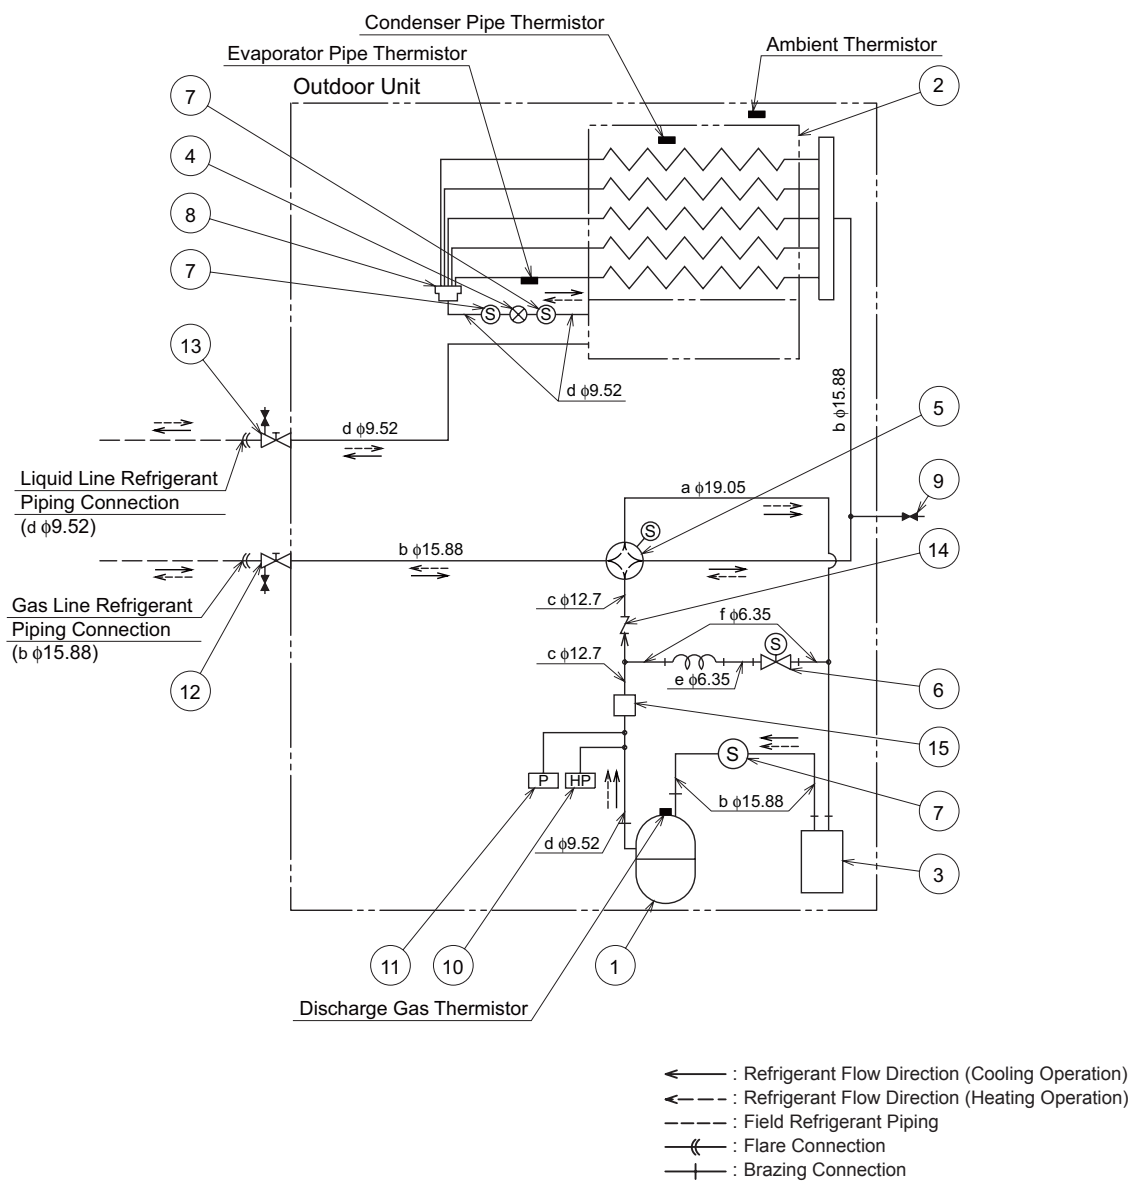 Condenser Pipe Thermistor
Ambient Thermistor
Evaporator Pipe Thermistor
Outdoor Unit
2
7
4
8
7
S
S
13
d ϕ9.52
b ϕ15.88
5
d ϕ9.52
Liquid Line Refrigerant
Piping Connection
(d ϕ9.52)
a ϕ19.05
9
S
14
b ϕ15.88
Gas Line Refrigerant
Piping Connection
(b ϕ15.88)
c ϕ12.7
f ϕ6.35
S
c ϕ12.7
e ϕ6.35
12
6
15
S
P
HP
b ϕ15.88
7
d ϕ9.52
3
11
10
1
Discharge Gas Thermistor
: Refrigerant Flow Direction (Cooling Operation)
: Refrigerant Flow Direction (Heating Operation)
: Field Refrigerant Piping
: Flare Connection
: Brazing Connection